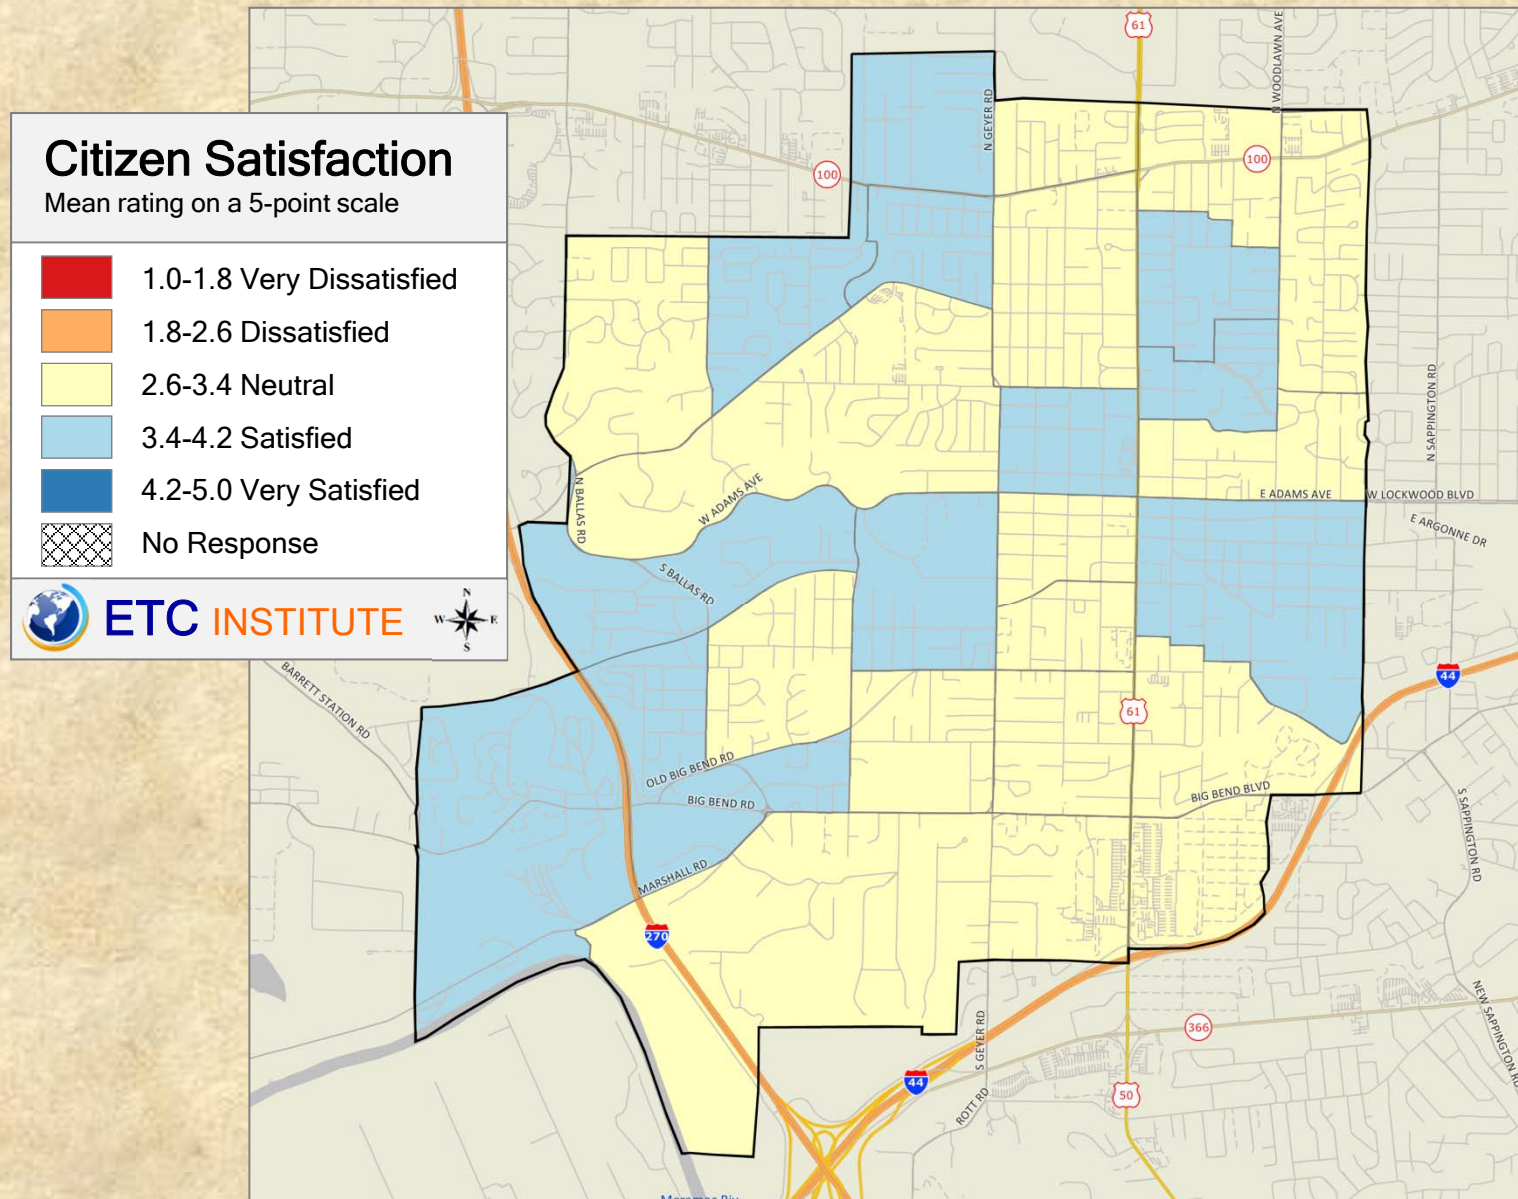 Citizen Satisfaction
Mean rating on a 5-point scale
1.0-1.8 Very Dissatisfied
1.8-2.6 Dissatisfied
2.6-3.4 Neutral
3.4-4.2 Satisfied
4.2-5.0 Very Satisfied
No Response
ETC INSTITUTE
N
W
E
S
61
N WOODLAWN AVE
N GEYER RD
100
100
N SAPPINGTON RD
N BALLAS RD
W ADAMS AVE
E ADAMS AVE
W LOCKWOOD BLVD
E ARGONNE DR
S BALLAS RD
BARRETT STATION RD
44
61
OLD BIG BEND RD
BIG BEND RD
BIG BEND BLVD
S SAPPINGTON RD
MARSHALL RD
270
NEW SAPPINGTON RD
S GEYER RD
366
44
50
ROTT RD